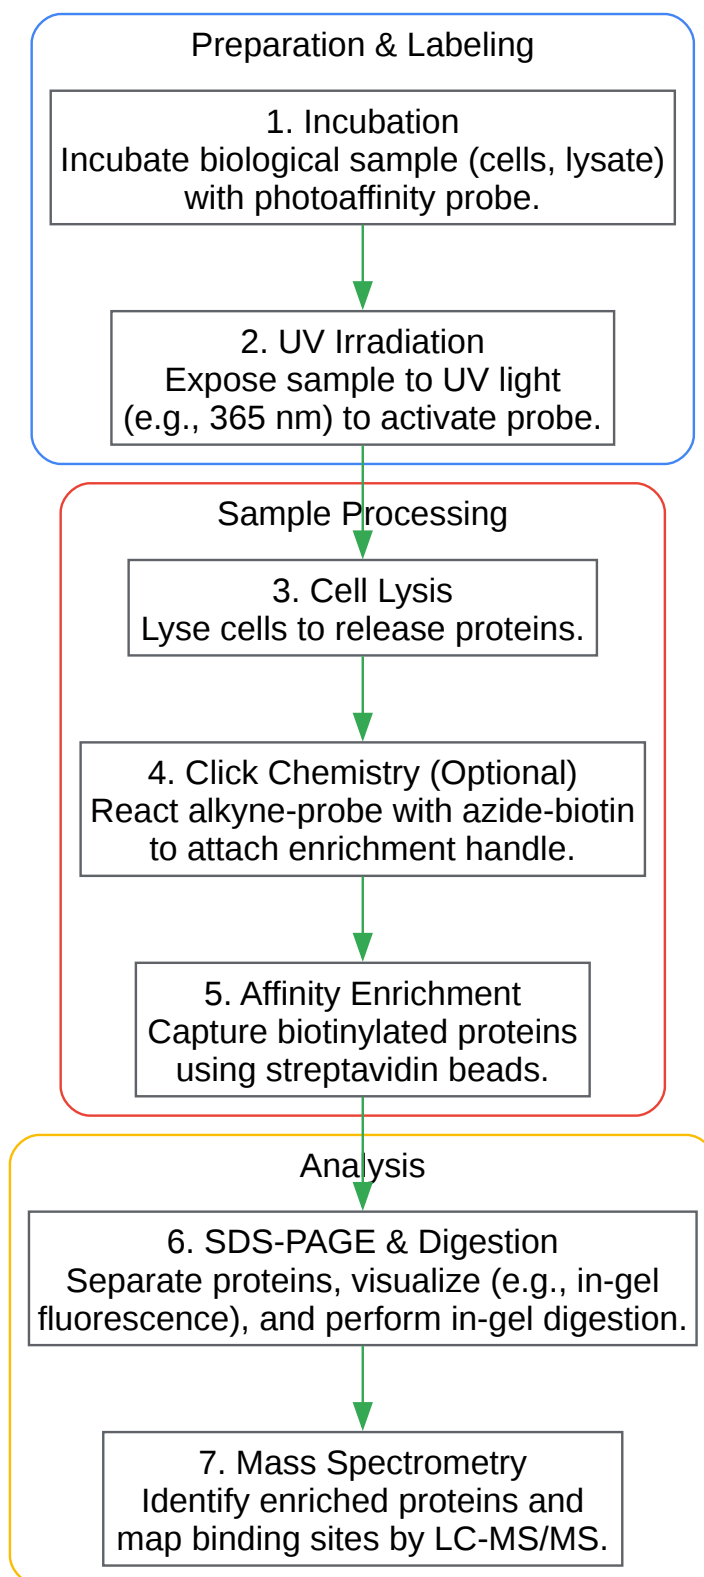 Preparation & Labeling
1. Incubation
Incubate biological sample (cells, lysate)
with photoaffinity probe.
2. UV Irradiation
Expose sample to UV light
(e.g., 365 nm) to activate probe.
Sample Processing
3. Cell Lysis
Lyse cells to release proteins.
4. Click Chemistry (Optional)
React alkyne-probe with azide-biotin
to attach enrichment handle.
5. Affinity Enrichment
Capture biotinylated proteins
using streptavidin beads.
Analysis
6. SDS-PAGE & Digestion
Separate proteins, visualize (e.g., in-gel
fluorescence), and perform in-gel digestion.
7. Mass Spectrometry
Identify enriched proteins and
map binding sites by LC-MS/MS.